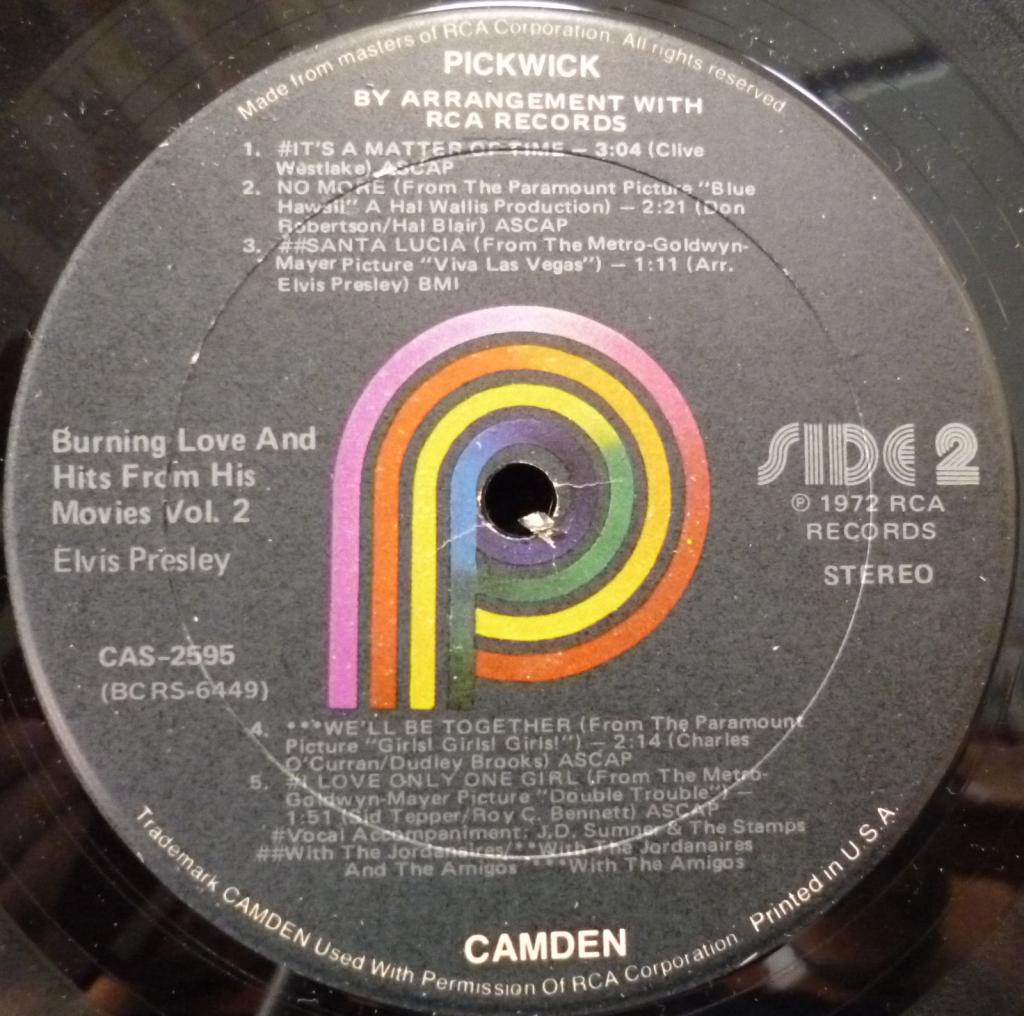 Made from masters of RCA Corporation. All rights reserved.
PICKWICK
BY ARRANGEMENT WITH
RCA RECORDS
1. #IT'S A MATTER OF TIME – 3:04 (Clive
Westlake) ASCAP
2. NO MORE (From The Paramount Picture "Blue
Hawaii" A Hal Wallis Production) – 2:21 (Don
Robertson/Hal Blair) ASCAP
3. ##SANTA LUCIA (From The Metro-Goldwyn-
Mayer Picture "Viva Las Vegas") – 1:11 (Arr.
Elvis Presley) BMI
Burning Love And
Hits From His
Movies Vol. 2
Elvis Presley
SIDE 2
℗ 1972 RCA
RECORDS
STEREO
CAS-2595
(BCRS-6449)
4. ***WE'LL BE TOGETHER (From The Paramount
Picture "Girls! Girls! Girls!") – 2:14 (Charles
O'Curran/Dudley Brooks) ASCAP
5. #I LOVE ONLY ONE GIRL (From The Metro-
Goldwyn-Mayer Picture "Double Trouble") –
1:51 (Sid Tepper/Roy C. Bennett) ASCAP
#Vocal Accompaniment: J.D. Sumner & The Stamps
##With The Jordanaires/**With The Jordanaires
And The Amigos ***With The Amigos
CAMDEN
Trademark CAMDEN Used With Permission Of RCA Corporation Printed in U.S.A.